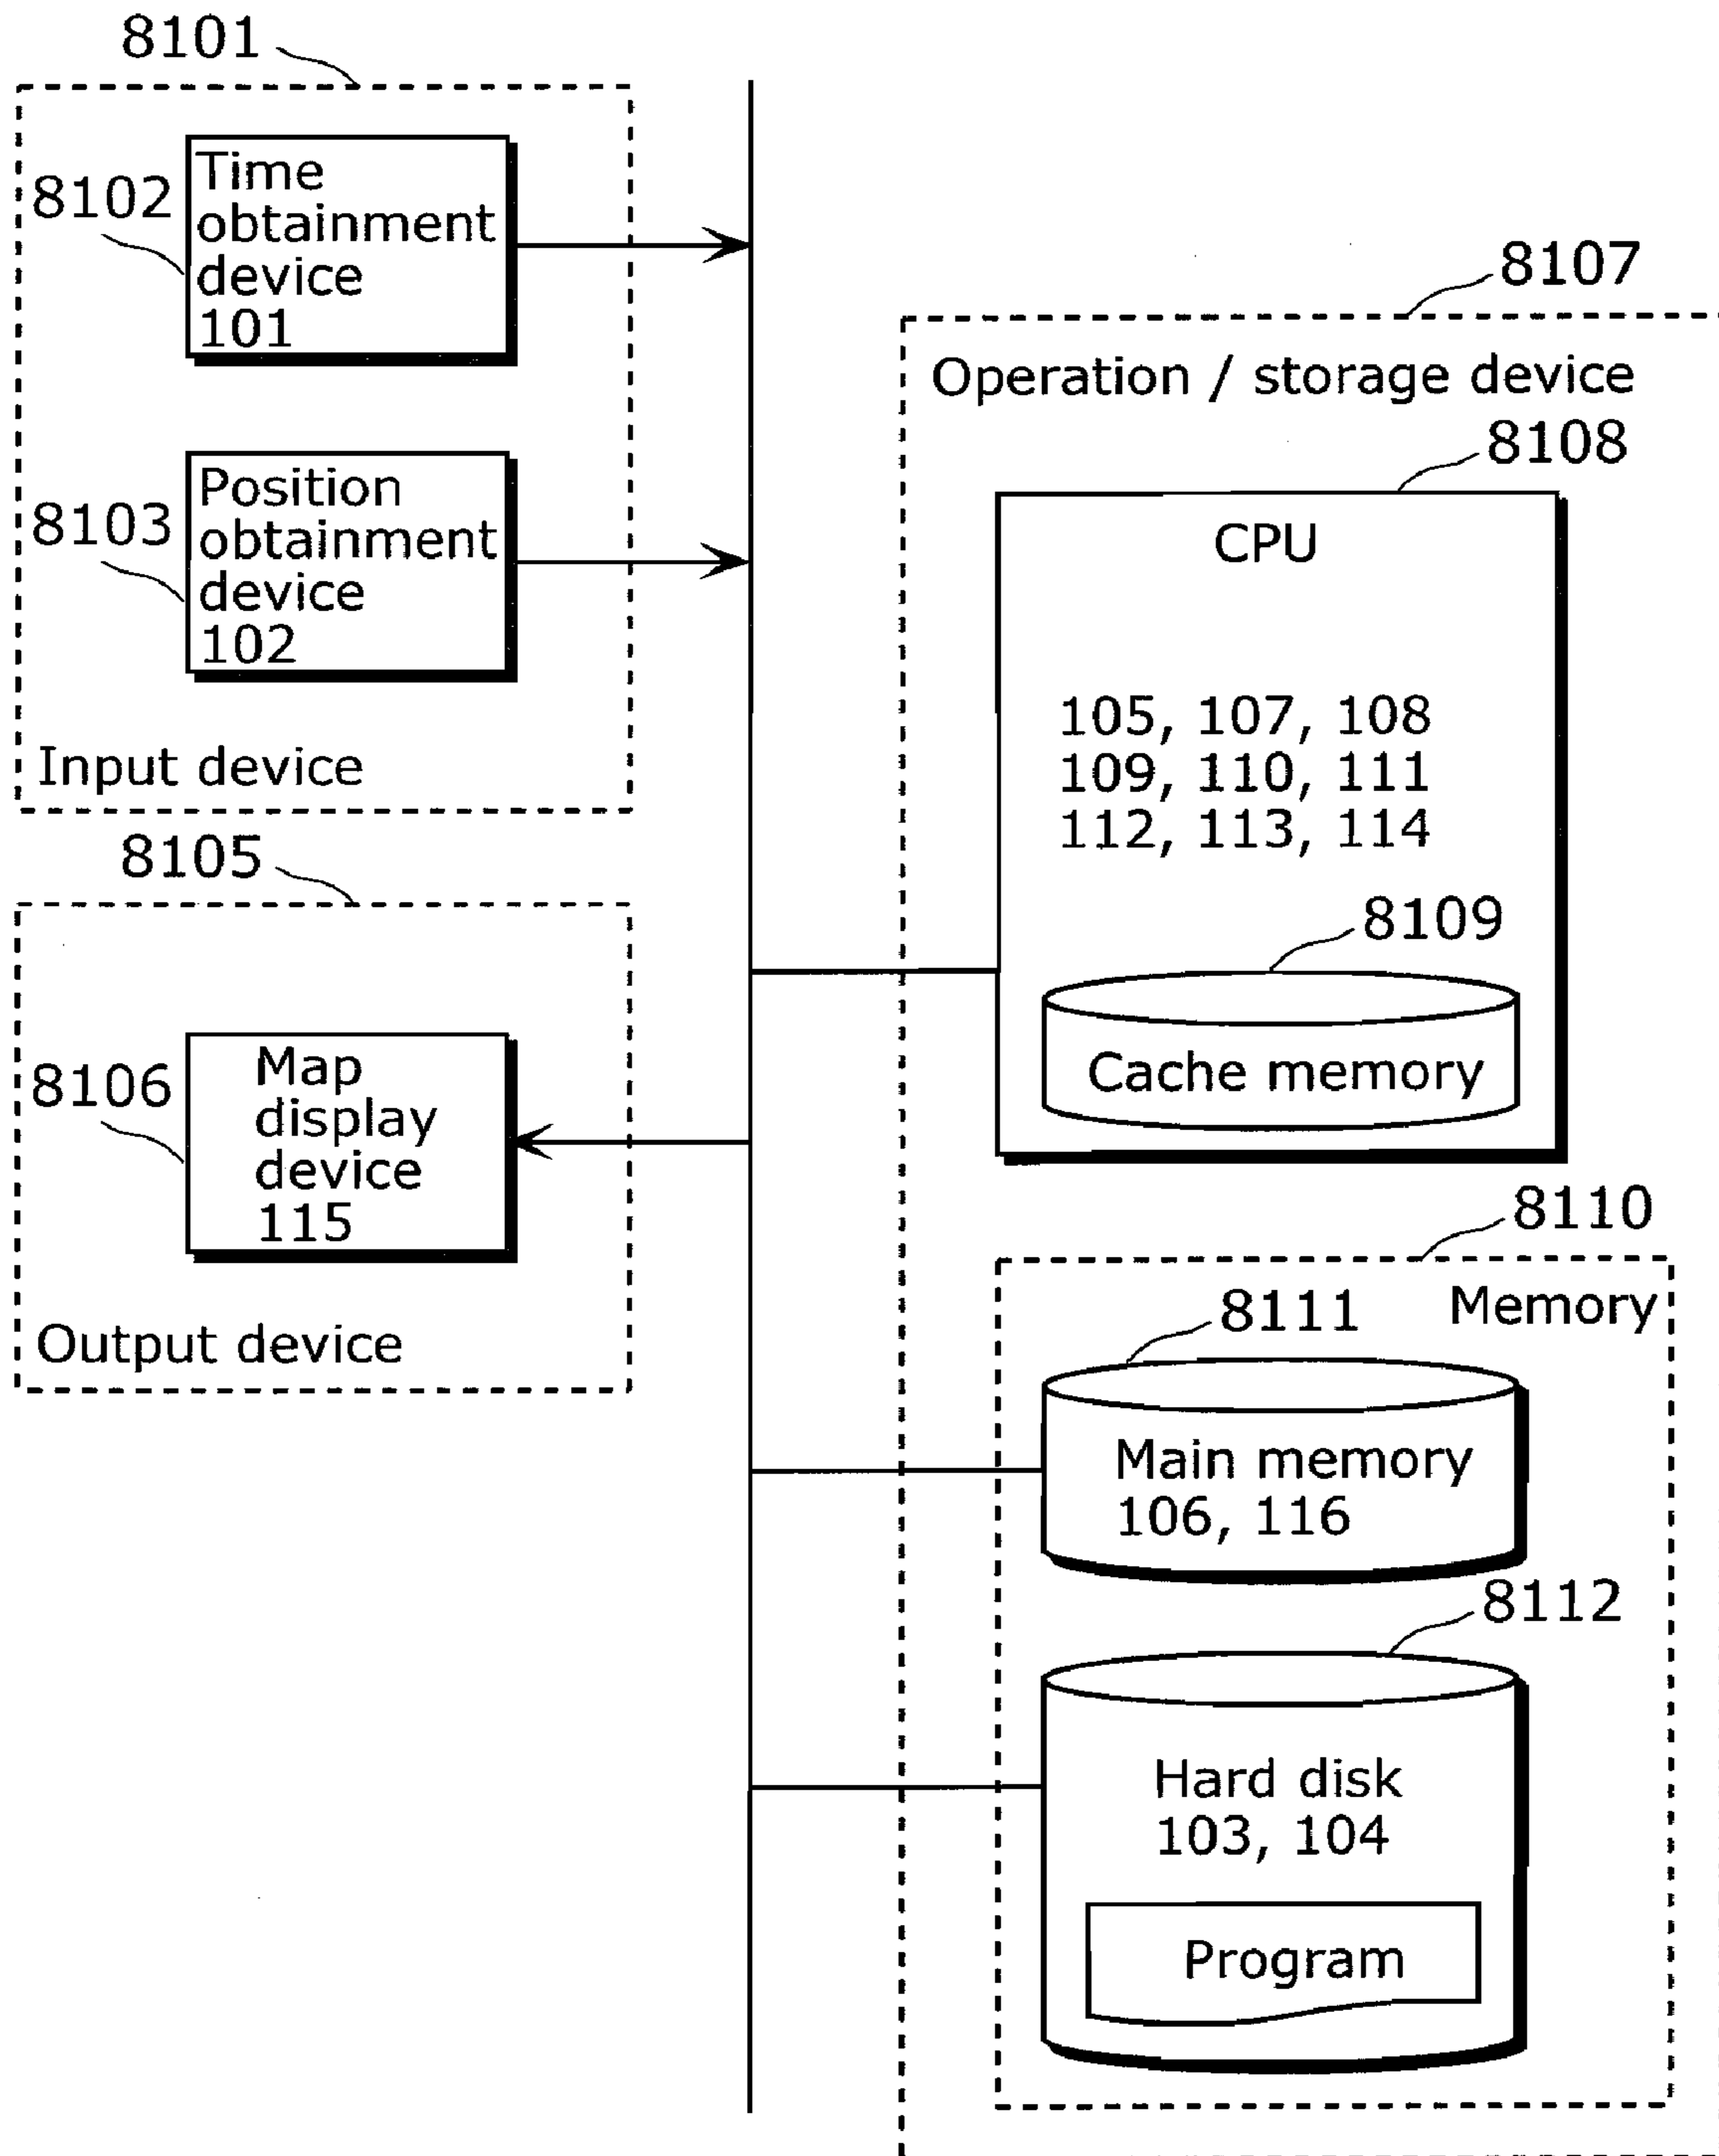 8101
8102
Time
obtainment
device
101
8103
Position
obtainment
device
102
Input device
8105
8106
Map
display
device
115
Output device
8107
Operation / storage device
8108
CPU
105, 107, 108
109, 110, 111
112, 113, 114
8109
Cache memory
8110
Memory
8111
Main memory
106, 116
8112
Hard disk
103, 104
Program